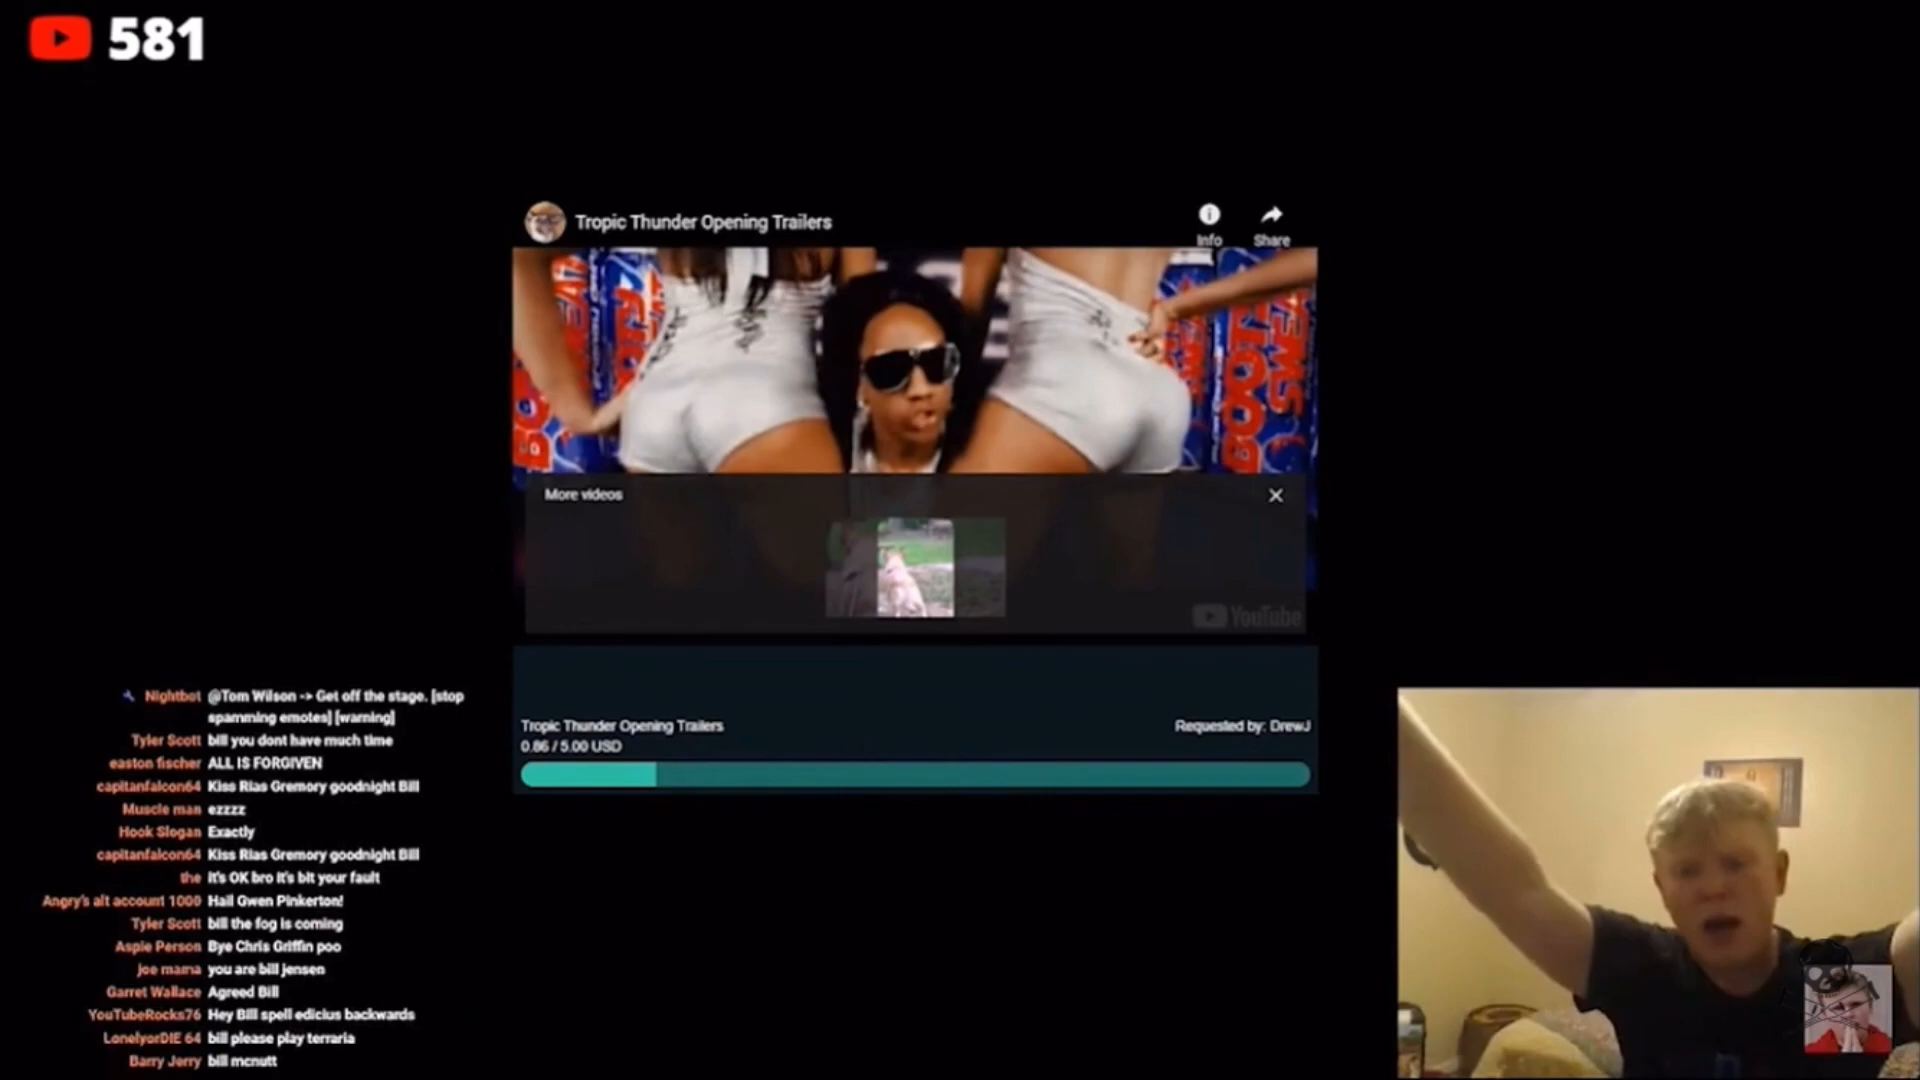 581
Tropic Thunder Opening Trailers
Info
Share
More videos
YouTube
Tropic Thunder Opening Trailers
Requested by: DrewJ
0.86 / 5.00 USD
Nightbot @Tom Wilson -> Get off the stage. [stop
spamming emotes] [warning]
Tyler Scott bill you dont have much time
easton fischer ALL IS FORGIVEN
capitanfalcon64 Kiss Rias Gremory goodnight Bill
Muscle man ezzzz
Hook Slogan Exactly
capitanfalcon64 Kiss Rias Gremory goodnight Bill
the it's OK bro it's bit your fault
Angry's alt account 1000 Hail Gwen Pinkerton!
Tyler Scott bill the fog is coming
Aspie Person Bye Chris Griffin poo
joe mama you are bill jensen
Garret Wallace Agreed Bill
YouTubeRocks76 Hey Bill spell edicius backwards
LonelyorDIE 64 bill please play terraria
Barry Jerry bill mcnutt